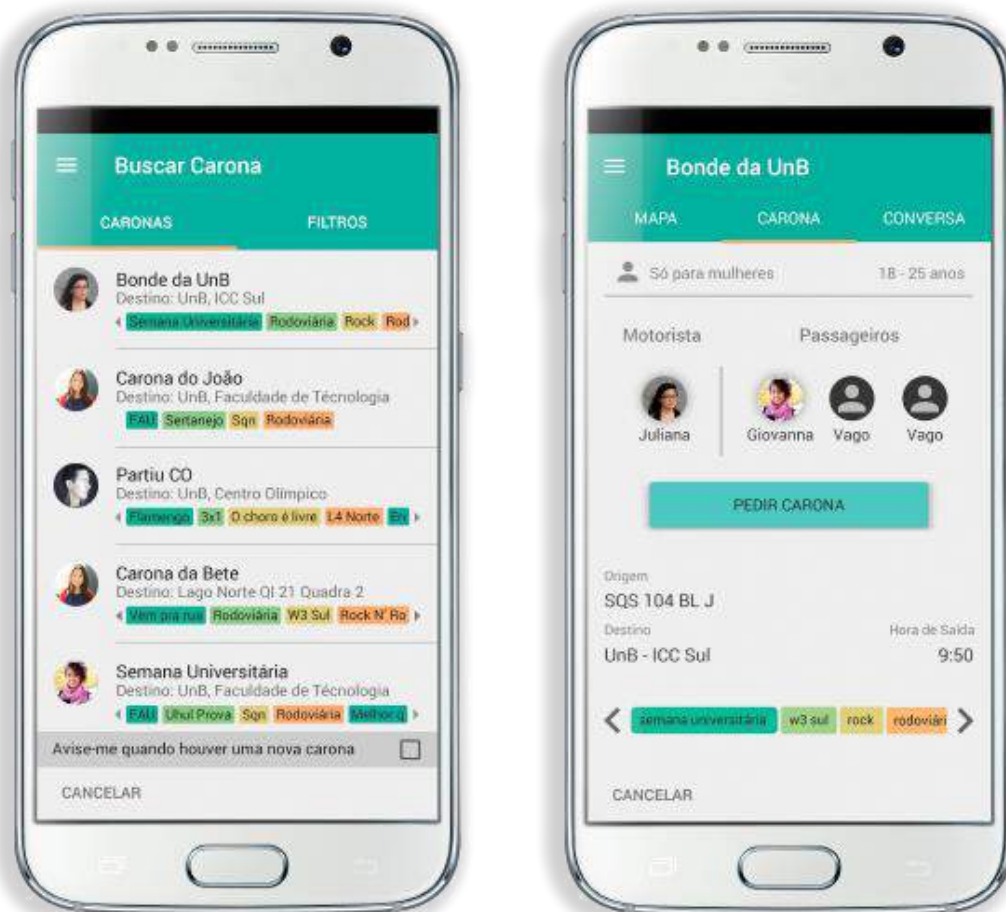 Buscar Carona
CARONAS FILTROS
Bonde da UnB
Destino: UnB, ICC Sul
Semana Universitária Rodoviária Rock Rod
Carona do João
Destino: UnB, Faculdade de Técnologia
FAU Sertanejo Sqn Rodoviária
Partiu CO
Destino: UnB, Centro Olímpico
Flamengo 3x1 O choro é livre L4 Norte En
Carona da Bete
Destino: Lago Norte QI 21 Quadra 2
Vem pra rua Rodoviária W3 Sul Rock N' Ro
Semana Universitária
Destino: UnB, Faculdade de Técnologia
FAU Uhul Prova Sqn Rodoviária Melhor q
Avise-me quando houver uma nova carona
CANCELAR
Bonde da UnB
MAPA CARONA CONVERSA
Só para mulheres 18 - 25 anos
Motorista Passageiros
Juliana Giovanna Vago Vago
PEDIR CARONA
Origem
SQS 104 BL J
Destino Hora de Saída
UnB - ICC Sul 9:50
semana universitária w3 sul rock rodoviári
CANCELAR